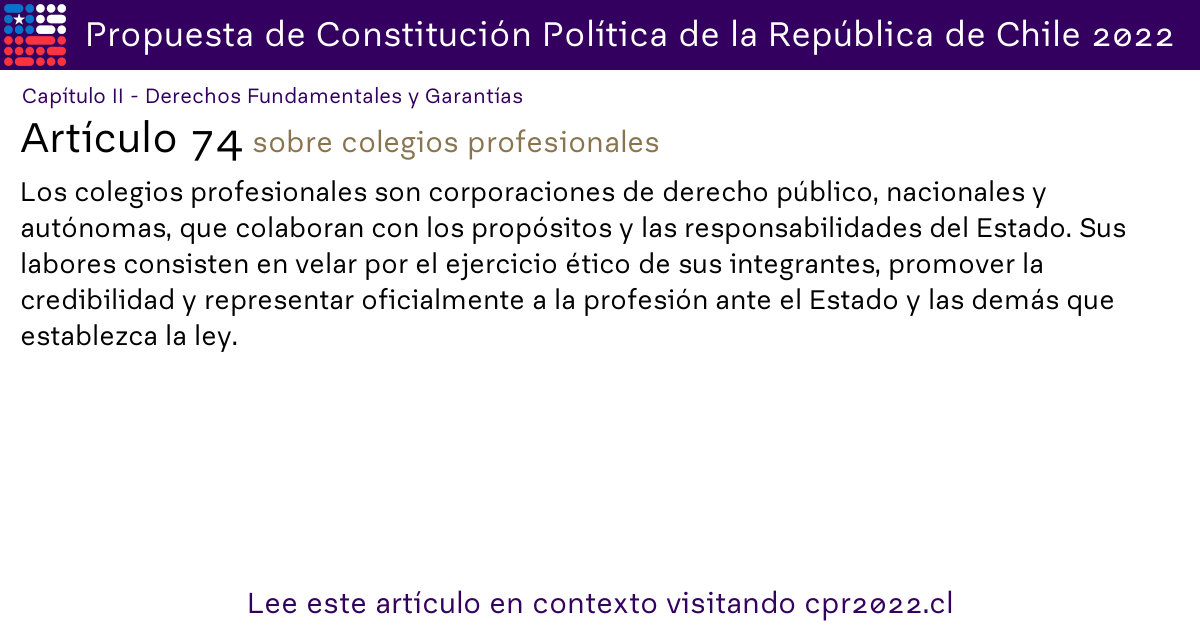 Propuesta de Constitución Política de la República de Chile 2022
Capítulo II - Derechos Fundamentales y Garantías
Artículo 74 sobre colegios profesionales
Los colegios profesionales son corporaciones de derecho público, nacionales y
autónomas, que colaboran con los propósitos y las responsabilidades del Estado. Sus
labores consisten en velar por el ejercicio ético de sus integrantes, promover la
credibilidad y representar oficialmente a la profesión ante el Estado y las demás que
establezca la ley.
Lee este artículo en contexto visitando cpr2022.cl